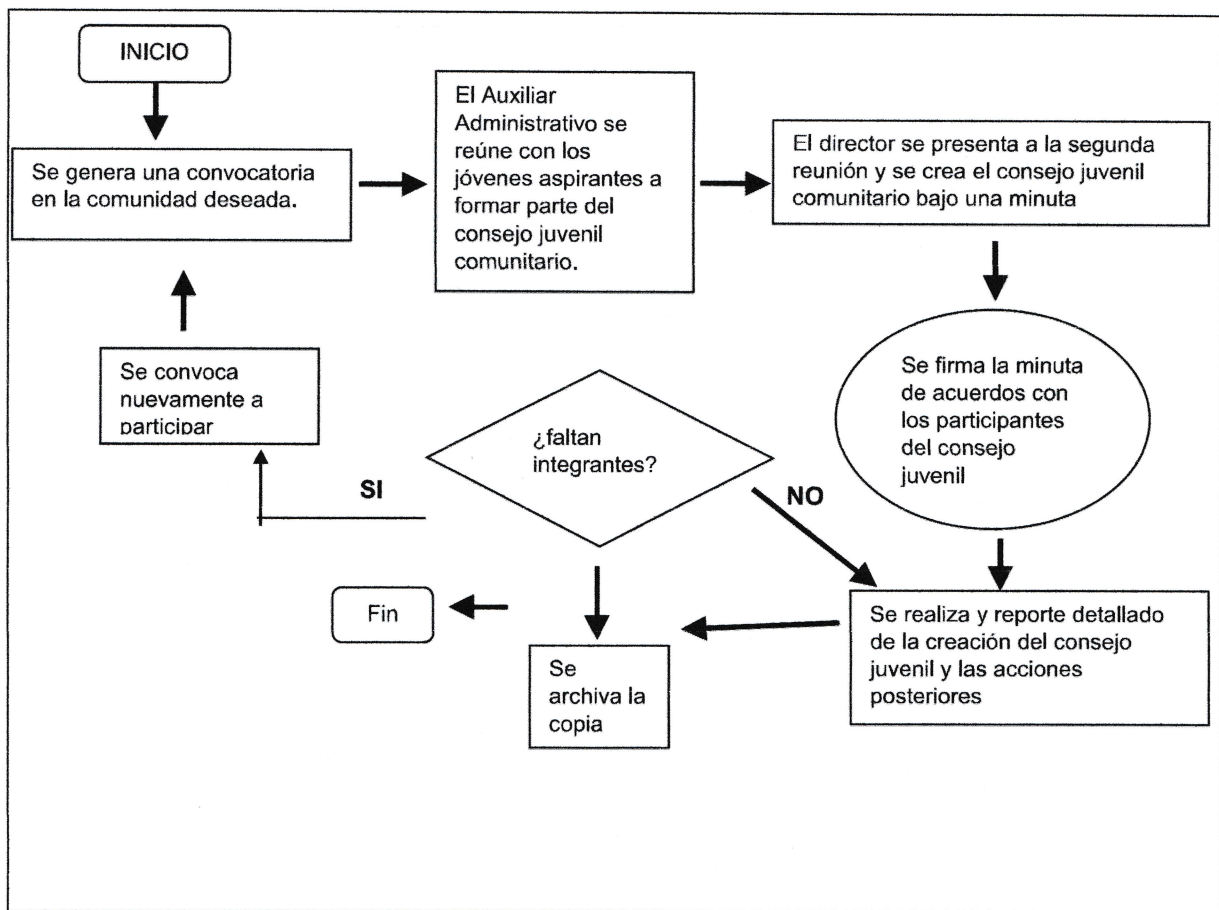 INICIO
Se genera una convocatoria
en la comunidad deseada.
El Auxiliar
Administrativo se
reúne con los
jóvenes aspirantes a
formar parte del
consejo juvenil
comunitario.
El director se presenta a la segunda
reunión y se crea el consejo juvenil
comunitario bajo una minuta
Se firma la minuta
de acuerdos con
los participantes
del consejo
juvenil
Se convoca
nuevamente a
participar
¿faltan
integrantes?
SI
NO
Se realiza y reporte detallado
de la creación del consejo
juvenil y las acciones
posteriores
Se
archiva la
copia
Fin